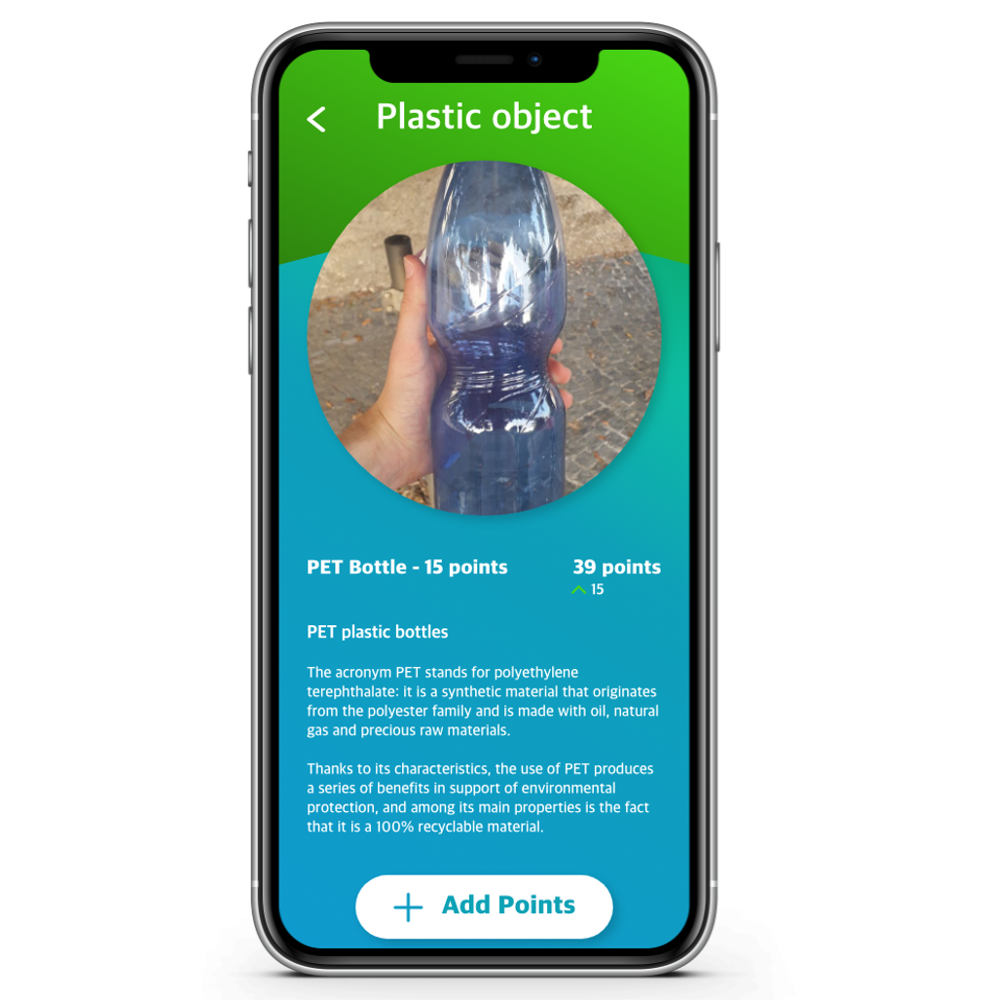 Plastic object
PET Bottle - 15 points
39 points
15
PET plastic bottles
The acronym PET stands for polyethylene
terephthalate: it is a synthetic material that originates
from the polyester family and is made with oil, natural
gas and precious raw materials.
Thanks to its characteristics, the use of PET produces
a series of benefits in support of environmental
protection, and among its main properties is the fact
that it is a 100% recyclable material.
Add Points